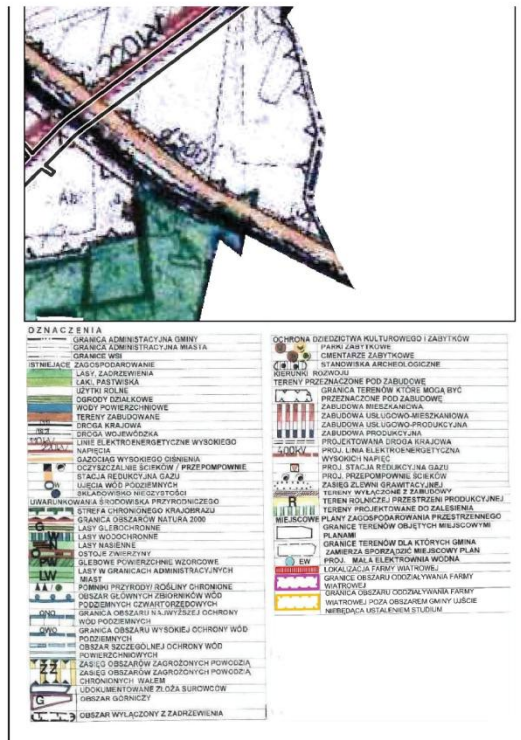 220kV
d500
Ab
OZNACZENIA
GRANICA ADMINISTACYJNA GMINY
GRANICA ADMINISTRACYJNA MIASTA
GRANICE WSI
ISTNIEJĄCE ZAGOSPODAROWANIE
LASY, ZADRZEWIENIA
ŁĄKI, PASTWISKA
UŻYTKI ROLNE
OGRODY DZIAŁKOWE
WODY POWIERZCHNIOWE
TERENY ZABUDOWANE
DROGA KRAJOWA
DROGA WOJEWÓDZKA
110kV
220kV
LINIE ELEKTROENERGETYCZNE WYSOKIEGO
NAPIĘCIA
GAZOCIĄG WYSOKIEGO CIŚNIENIA
OCZYSZCZALNIE ŚCIEKÓW / PRZEPOMPOWNIE
STACJA REDUKCYJNA GAZU
UJĘCIA WÓD PODZIEMNYCH
SKŁADOWISKO NIECZYSTOŚCI
UWARUNKOWANIA ŚRODOWISKA PRZYRODNICZEGO
STREFA CHRONIONEGO KRAJOBRAZU
GRANICA OBSZARÓW NATURA 2000
G LASY GLEBOCHRONNE
W LASY WODOCHRONNE
N LASY NASIENNE
O OSTOJE ZWIERZYNY
PW GLEBOWE POWIERZCHNIE WZORCOWE
LW LASY W GRANICACH ADMINISTRACYJNYCH
MIAST
POMNIKI PRZYRODY/ ROŚLINY CHRONIONE
OBSZAR GŁÓWNYCH ZBIORNIKÓW WÓD
PODZIEMNYCH CZWARTORZĘDOWYCH
ONO GRANICA OBSZARU NAJWYŻSZEJ OCHRONY
WÓD PODZIEMNYCH
OWO GRANICA OBSZARU WYSOKIEJ OCHRONY WÓD
PODZIEMNYCH
OBSZAR SZCZEGÓLNEJ OCHRONY WÓD
POWIERZCHNIOWYCH
ZASIĘG OBSZARÓW ZAGROŻONYCH POWODZIĄ
ZZ ZASIĘG OBSZARÓW ZAGROŻONYCH POWODZIĄ
CHRONIONYCH WAŁEM
UDOKUMENTOWANE ZŁOŻA SUROWCÓW
G OBSZAR GÓRNICZY
OBSZAR WYŁĄCZONY Z ZADRZEWIENIA
OCHRONA DZIEDZICTWA KULTUROWEGO I ZABYTKÓW
PARKI ZABYTKOWE
CMENTARZE ZABYTKOWE
STANOWISKA ARCHEOLOGICZNE
KIERUNKI ROZWOJU
TERENY PRZEZNACZONE POD ZABUDOWĘ
GRANICA TERENÓW KTÓRE MOGĄ BYĆ
PRZEZNACZONE POD ZABUDOWĘ
ZABUDOWA MIESZKANIOWA
ZABUDOWA USŁUGOWO-MIESZKANIOWA
ZABUDOWA USŁUGOWO-PRODUKCYJNA
ZABUDOWA PRODUKCYJNA
PROJEKTOWANA DROGA KRAJOWA
400kV PROJ. LINIA ELEKTROENERGETYCZNA
WYSOKICH NAPIĘĆ
PROJ. STACJA REDUKCYJNA GAZU
PROJ. PRZEPOMPOWNIE ŚCIEKÓW
ZASIĘG ZLEWNI GRAWITACYJNEJ
TERENY WYŁĄCZONE Z ZABUDOWY
R TEREN ROLNICZEJ PRZESTRZENI PRODUKCYJNEJ
TERENY PROJEKTOWANE DO ZALESIENIA
MIEJSCOWE PLANY ZAGOSPODAROWANIA PRZESTRZENNEGO
GRANICE TERENÓW OBJĘTYCH MIEJSCOWYMI
PLANAMI
GRANICE TERENÓW DLA KTÓRYCH GMINA
ZAMIERZA SPORZĄDZIĆ MIEJSCOWY PLAN
EW PROJ. MAŁA ELEKTROWNIA WODNA
LOKALIZACJA FARMY WIATROWEJ
GRANICE OBSZARU ODDZIAŁYWANIA FARMY
WIATROWEJ
GRANICA OBSZARU ODDZIAŁYWANIA FARMY
WIATROWEJ POZA OBSZAREM GMINY UJŚCIE
NIEBĘDĄCA USTALENIEM STUDIUM